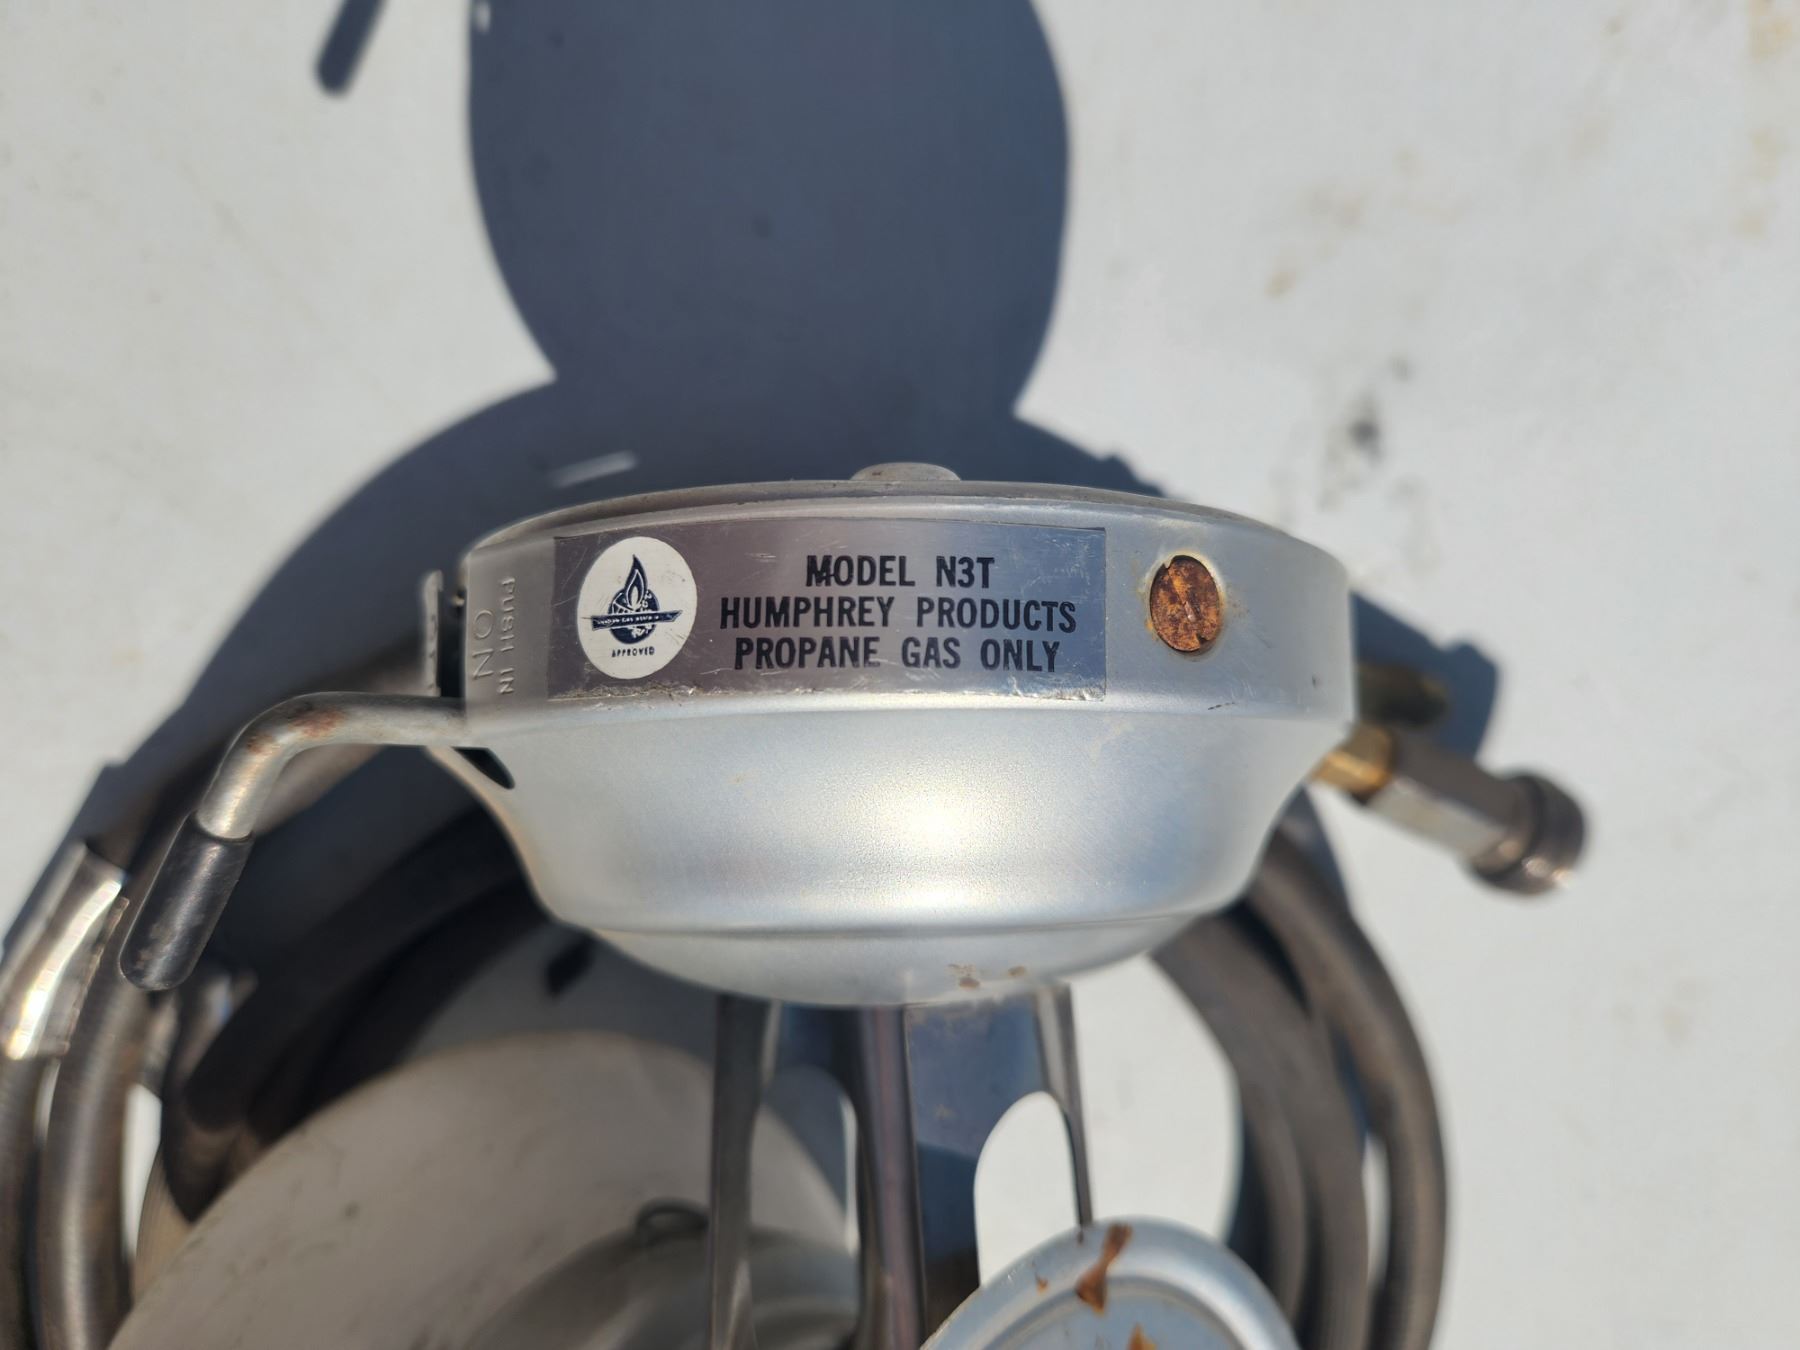 MODEL N3T
HUMPHREY PRODUCTS
PROPANE GAS ONLY
APPROVED
ON
PUSH IN